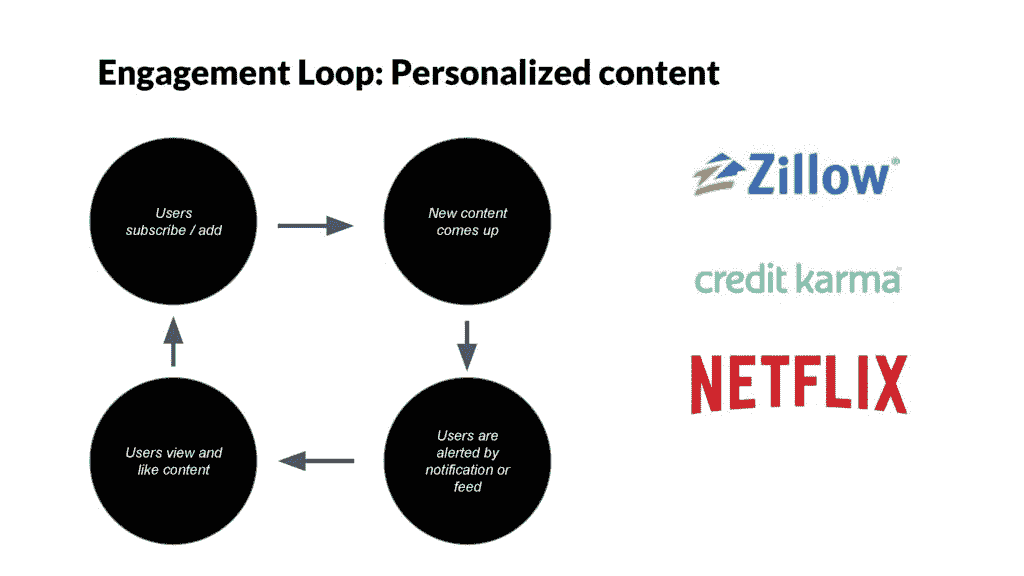 Engagement Loop: Personalized content
Users
subscribe / add
New content
comes up
Users view and
like content
Users are
alerted by
notification or
feed
Zillow®
credit karma
NETFLIX